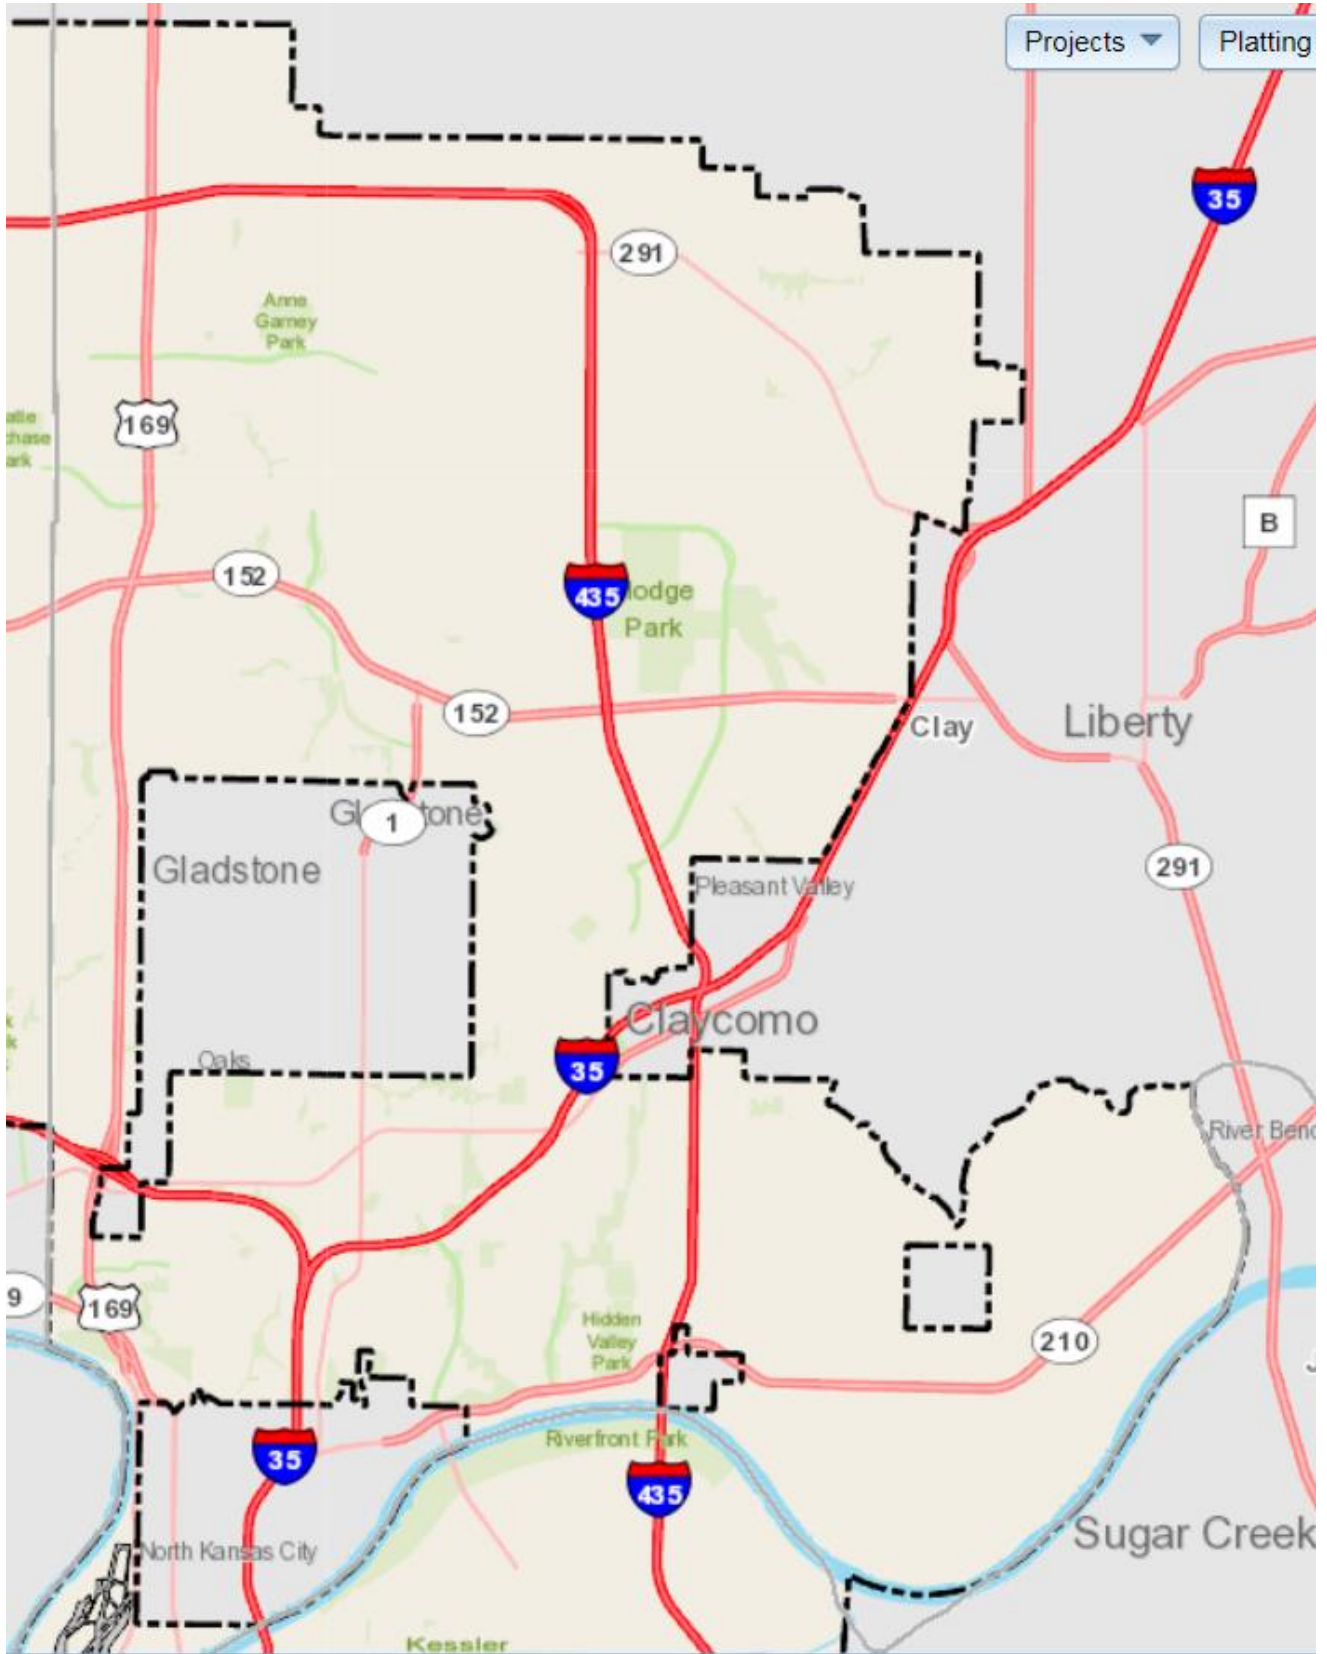 Projects
Platting
35
291
Anne
Garney
Park
169
B
152
435
Park
152
Clay
Liberty
1
Gladstone
291
Pleasant Valley
Claycomo
Oaks
35
River Bend
9
169
Hidden
Valley
Park
210
Riverfront Park
35
435
Sugar Creek
North Kansas City
Kessler